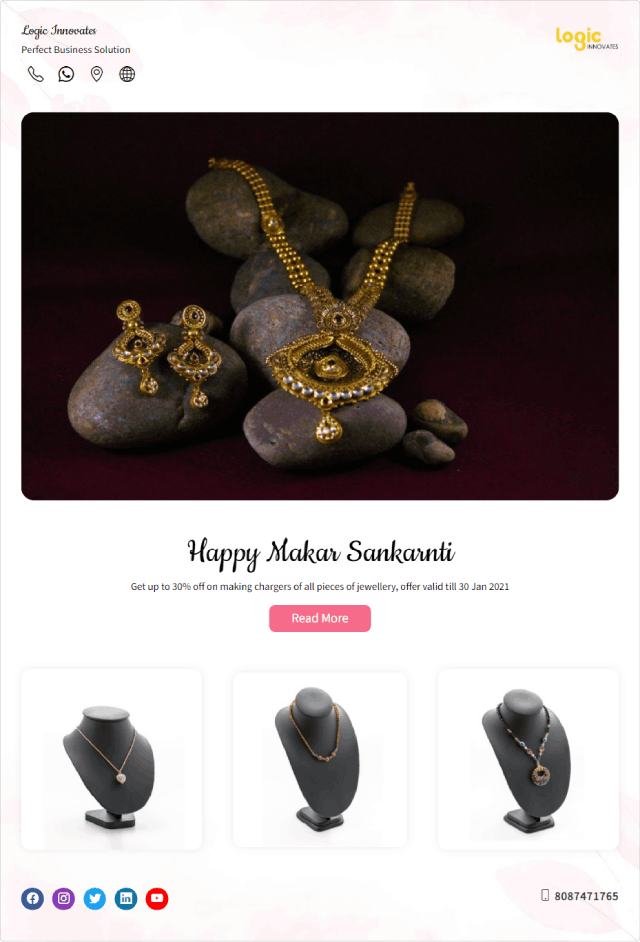 Logic Innovates
Perfect Business Solution
logic
INNOVATES
Happy Makar Sankarnti
Get up to 30% off on making chargers of all pieces of jewellery, offer valid till 30 Jan 2021
Read More
8087471765